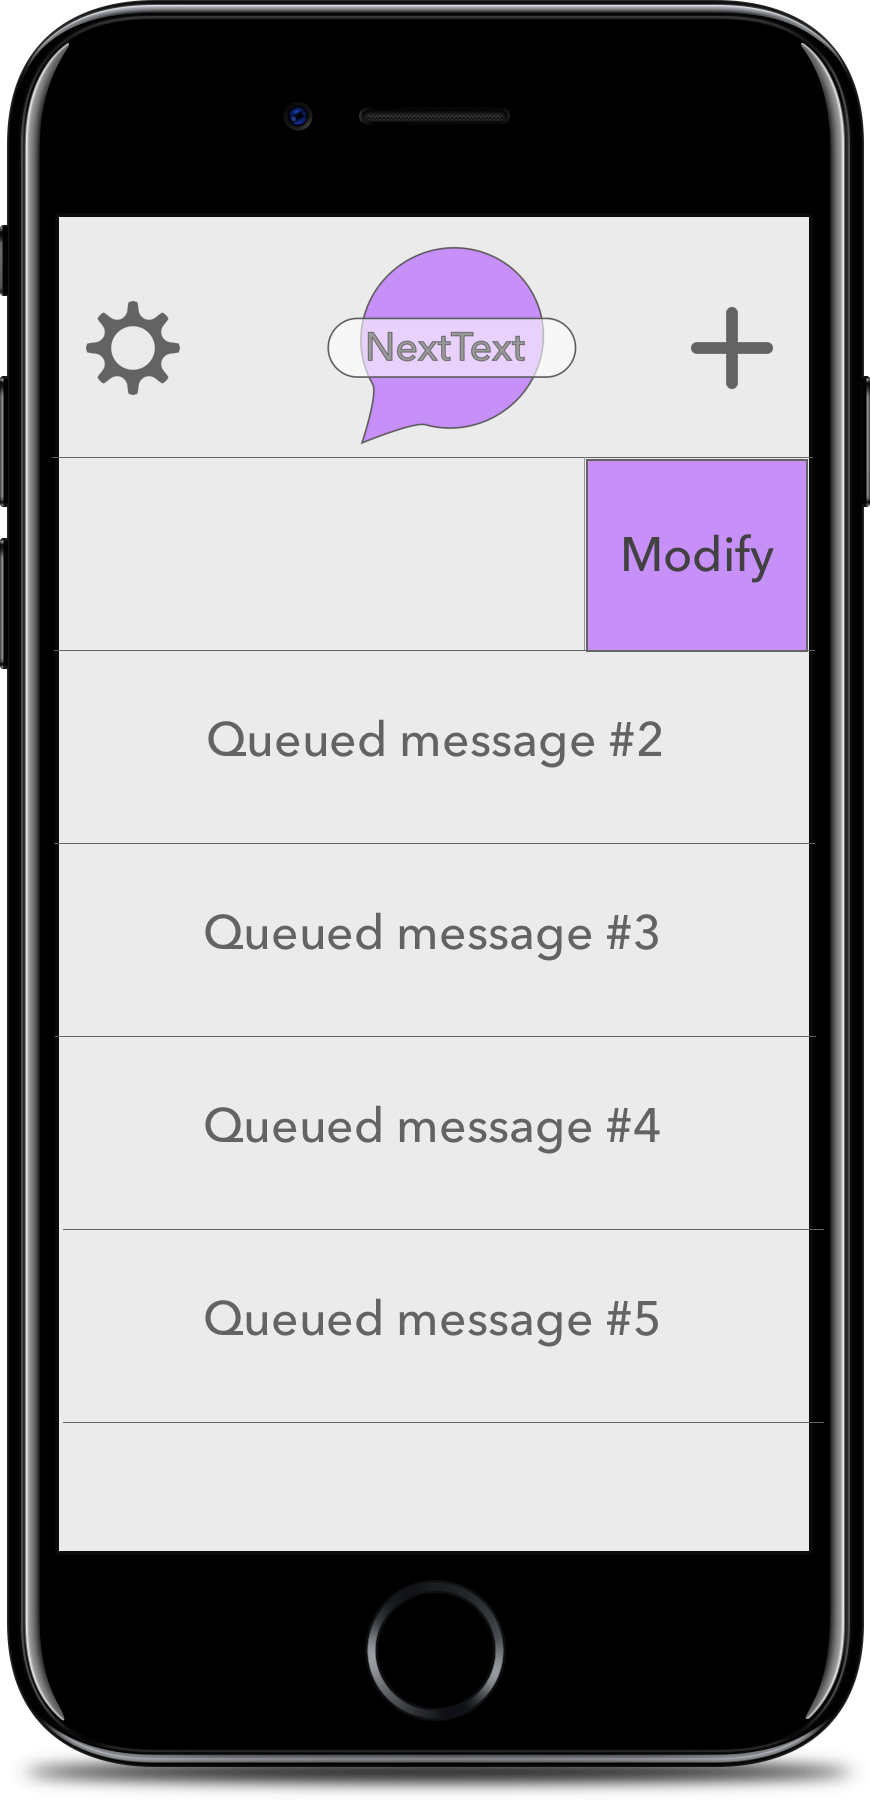 NextText
Modify
Queued message #2
Queued message #3
Queued message #4
Queued message #5